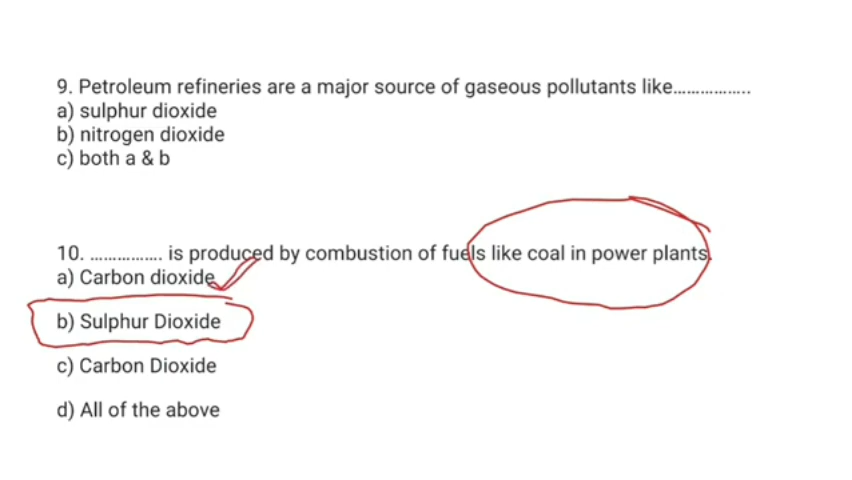 9. Petroleum refineries are a major source of gaseous pollutants like................
a) sulphur dioxide
b) nitrogen dioxide
c) both a & b
10. ................ is produced by combustion of fuels like coal in power plants.
a) Carbon dioxide
b) Sulphur Dioxide
c) Carbon Dioxide
d) All of the above